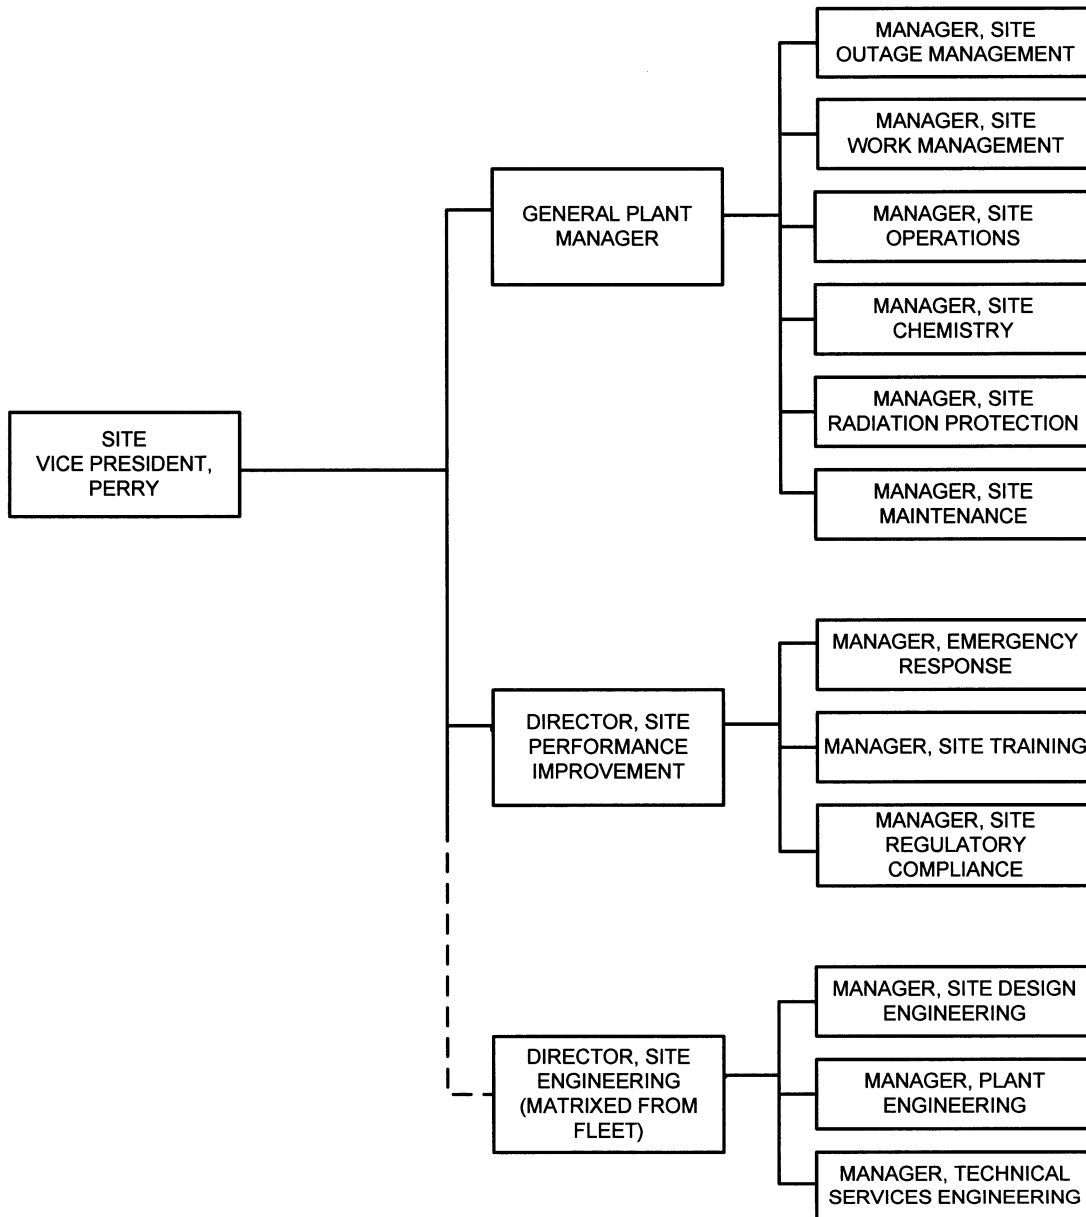 SITE
VICE PRESIDENT,
PERRY
GENERAL PLANT
MANAGER
MANAGER, SITE
OUTAGE MANAGEMENT
MANAGER, SITE
WORK MANAGEMENT
MANAGER, SITE
OPERATIONS
MANAGER, SITE
CHEMISTRY
MANAGER, SITE
RADIATION PROTECTION
MANAGER, SITE
MAINTENANCE
DIRECTOR, SITE
PERFORMANCE
IMPROVEMENT
MANAGER, EMERGENCY
RESPONSE
MANAGER, SITE TRAINING
MANAGER, SITE
REGULATORY
COMPLIANCE
DIRECTOR, SITE
ENGINEERING
(MATRIXED FROM
FLEET)
MANAGER, SITE DESIGN
ENGINEERING
MANAGER, PLANT
ENGINEERING
MANAGER, TECHNICAL
SERVICES ENGINEERING